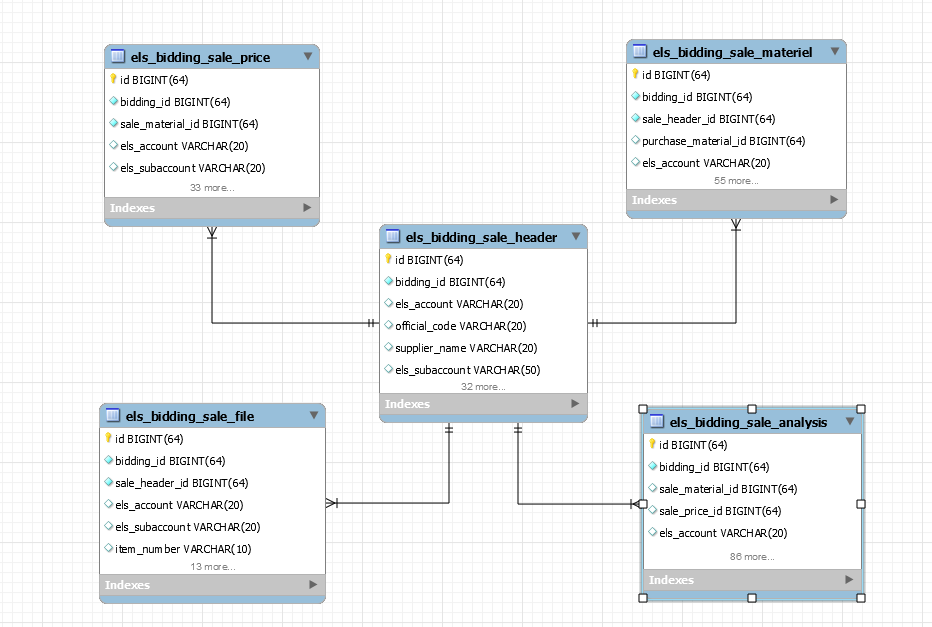 els_bidding_sale_price
id BIGINT(64)
bidding_id BIGINT(64)
sale_material_id BIGINT(64)
els_account VARCHAR(20)
els_subaccount VARCHAR(20)
33 more...
Indexes
els_bidding_sale_materiel
id BIGINT(64)
bidding_id BIGINT(64)
sale_header_id BIGINT(64)
purchase_material_id BIGINT(64)
els_account VARCHAR(20)
55 more...
Indexes
els_bidding_sale_header
id BIGINT(64)
bidding_id BIGINT(64)
els_account VARCHAR(20)
official_code VARCHAR(20)
supplier_name VARCHAR(20)
els_subaccount VARCHAR(50)
32 more...
Indexes
els_bidding_sale_file
id BIGINT(64)
bidding_id BIGINT(64)
sale_header_id BIGINT(64)
els_account VARCHAR(20)
els_subaccount VARCHAR(20)
item_number VARCHAR(10)
13 more...
Indexes
els_bidding_sale_analysis
id BIGINT(64)
bidding_id BIGINT(64)
sale_material_id BIGINT(64)
sale_price_id BIGINT(64)
els_account VARCHAR(20)
86 more...
Indexes